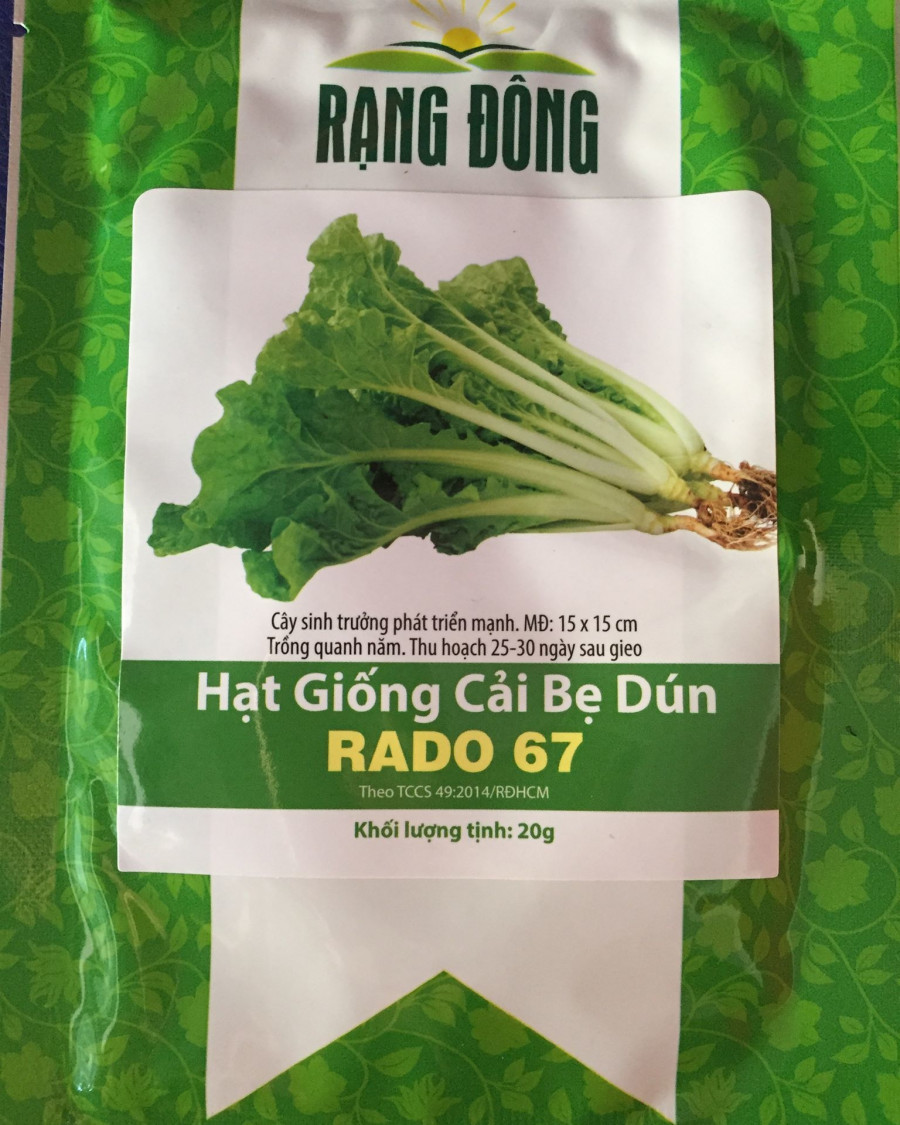 RẠNG ĐÔNG
Cây sinh trưởng phát triển mạnh. MĐ: 15 x 15 cm
Trồng quanh năm. Thu hoạch 25-30 ngày sau gieo
Hạt Giống Cải Bẹ Dún
RADO 67
Theo TCCS 49:2014/RĐHCM
Khối lượng tịnh: 20g